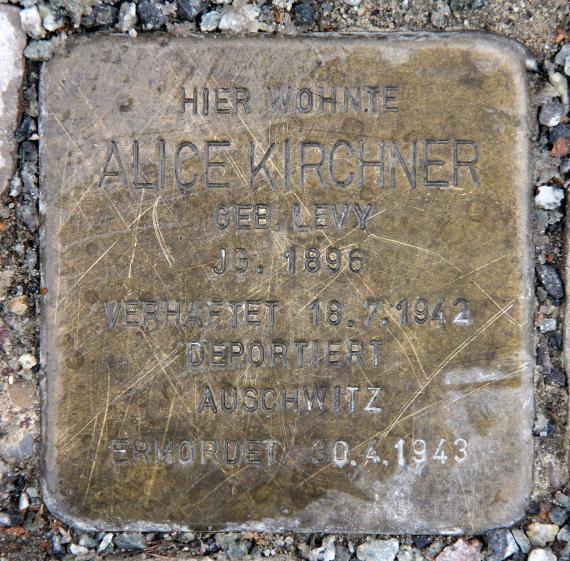 HIER WOHNTE
ALICE KIRCHNER
GEB. LEVY
JG. 1896
VERHAFTET 18.7.1942
DEPORTIERT
AUSCHWITZ
ERMORDET 30.4.1943